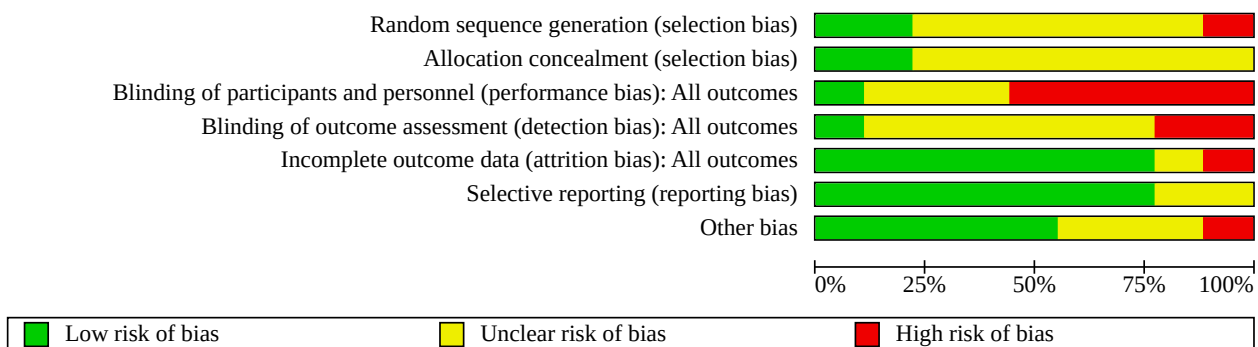 Random sequence generation (selection bias)
Allocation concealment (selection bias)
Blinding of participants and personnel (performance bias): All outcomes
Blinding of outcome assessment (detection bias): All outcomes
Incomplete outcome data (attrition bias): All outcomes
Selective reporting (reporting bias)
Other bias
0% 25% 50% 75% 100%
Low risk of bias Unclear risk of bias High risk of bias